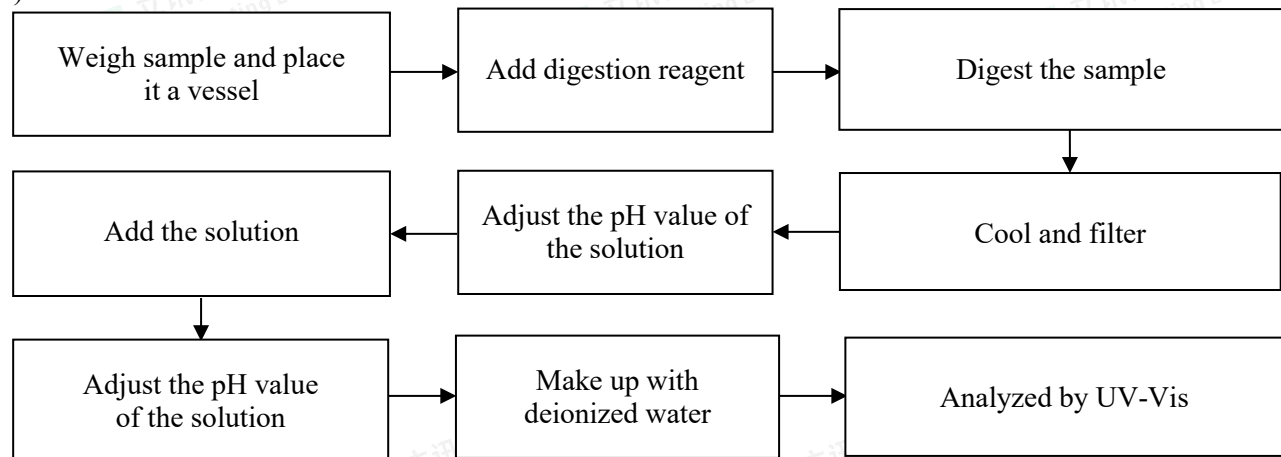 )
Weigh sample and place
it a vessel
Add digestion reagent
Digest the sample
Cool and filter
Adjust the pH value of
the solution
Add the solution
Adjust the pH value
of the solution
Make up with
deionized water
Analyzed by UV-Vis